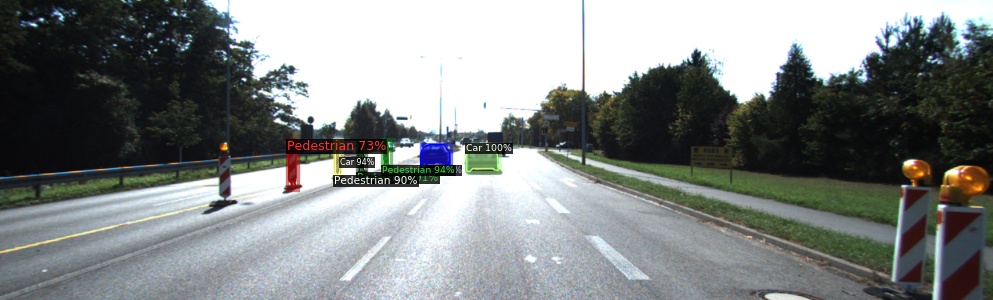 Pedestrian 73%
Car 100%
Car 94%
Pedestrian 94%
Pedestrian 90%